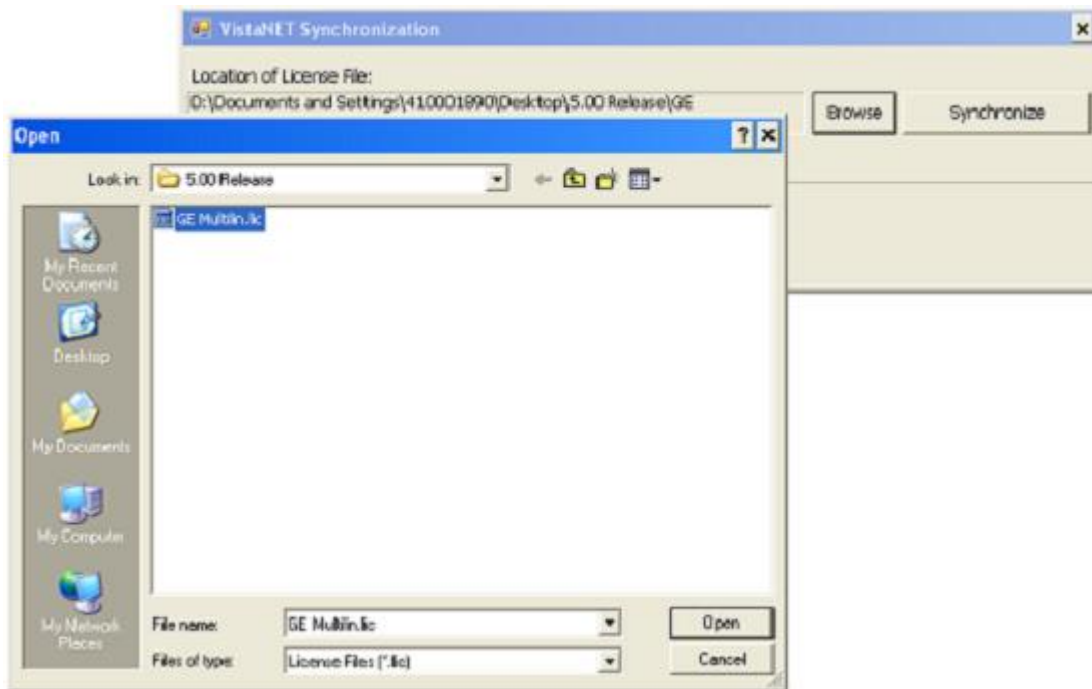 VistaNET Synchronization
Location of License File:
D:\Documents and Settings\410001890\Desktop\5.00 Release\GE
Browse
Synchronize
Open
Look in:
5.00 Release
GE Multilin.lic
My Recent
Documents
Desktop
My Documents
My Computer
My Network
Places
File name:
GE Multilin.lic
Open
Files of type:
License Files (*.lic)
Cancel